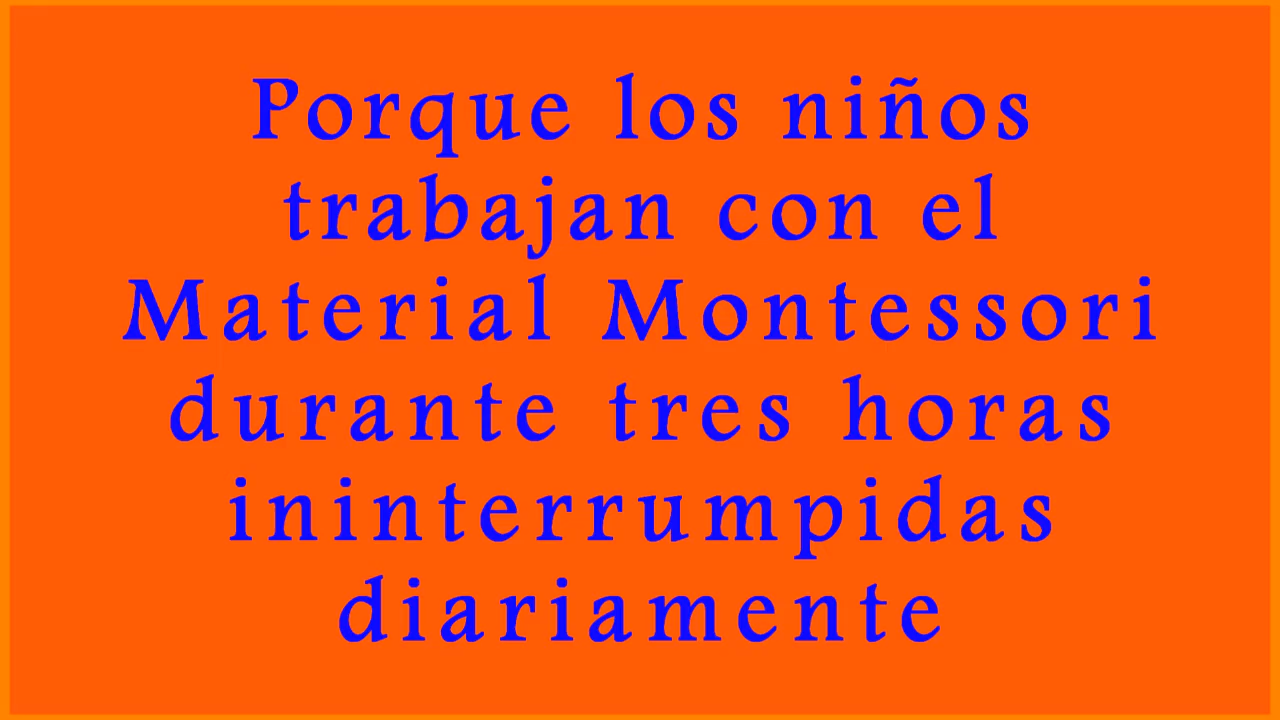 Porque los niños
trabajan con el
Material Montessori
durante tres horas
ininterrumpidas
diariamente